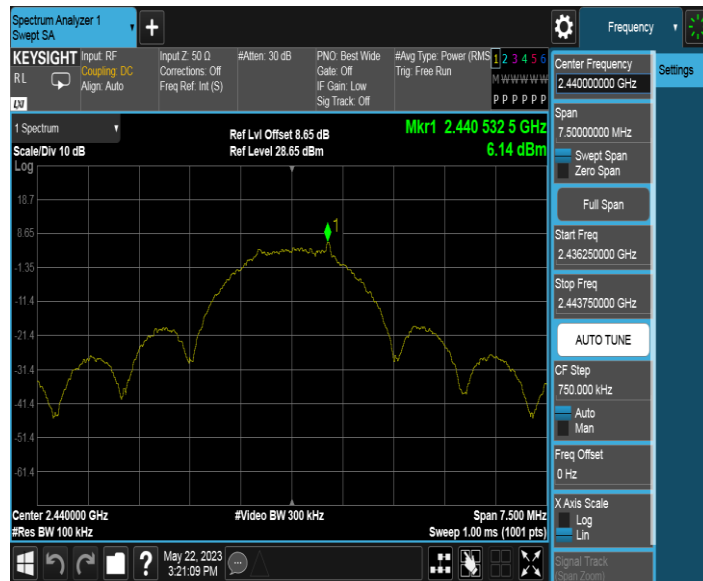 Spectrum Analyzer 1
Swept SA
+
Frequency
KEYSIGHT
RL
LXI
Input: RF
Coupling: DC
Align: Auto
Input Z: 50 Ω
Corrections: Off
Freq Ref: Int (S)
#Atten: 30 dB
PNO: Best Wide
Gate: Off
IF Gain: Low
Sig Track: Off
#Avg Type: Power (RMS
Trig: Free Run
1 2 3 4 5 6
M W W W W W
P P P P P P
1 Spectrum
Scale/Div 10 dB
Ref Lvl Offset 8.65 dB
Ref Level 28.65 dBm
Mkr1 2.440 532 5 GHz
6.14 dBm
Log
18.7
8.65
-1.35
-11.4
-21.4
-31.4
-41.4
-51.4
-61.4
1
Center 2.440000 GHz
#Res BW 100 kHz
#Video BW 300 kHz
Span 7.500 MHz
Sweep 1.00 ms (1001 pts)
Center Frequency
2.440000000 GHz
Settings
Span
7.50000000 MHz
Swept Span
Zero Span
Full Span
Start Freq
2.436250000 GHz
Stop Freq
2.443750000 GHz
AUTO TUNE
CF Step
750.000 kHz
Auto
Man
Freq Offset
0 Hz
X Axis Scale
Log
Lin
Signal Track
(Span Zoom)
?
May 22, 2023
3:21:09 PM